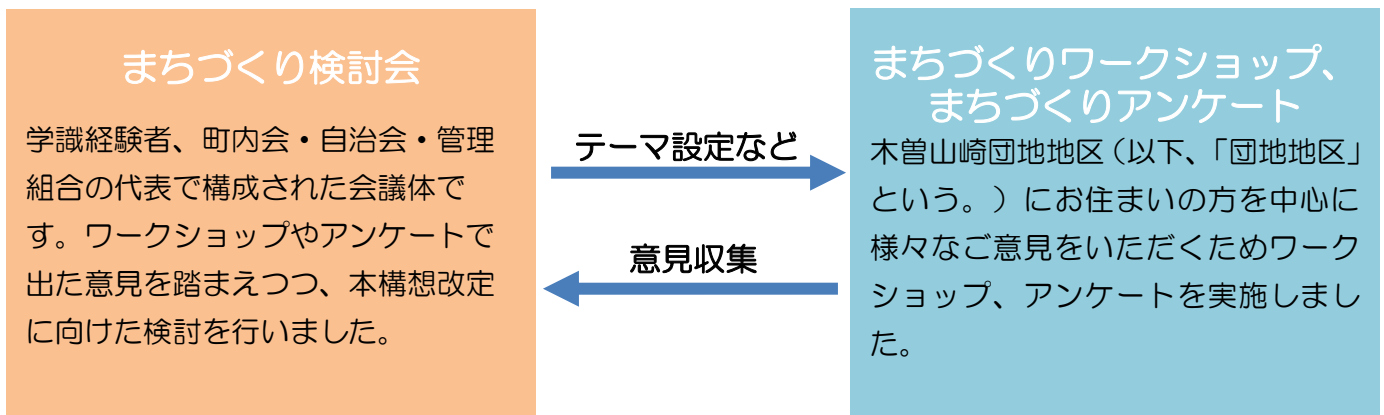 まちづくり検討会
学識経験者、町内会・自治会・管理
組合の代表で構成された会議体で
す。ワークショップやアンケートで
出た意見を踏まえつつ、本構想改定
に向けた検討を行いました。
テーマ設定など
意見収集
まちづくりワークショップ、
まちづくりアンケート
木曽山崎団地地区（以下、「団地地区」
という。）にお住まいの方を中心に
様々なご意見をいただくためワーク
ショップ、アンケートを実施しまし
た。